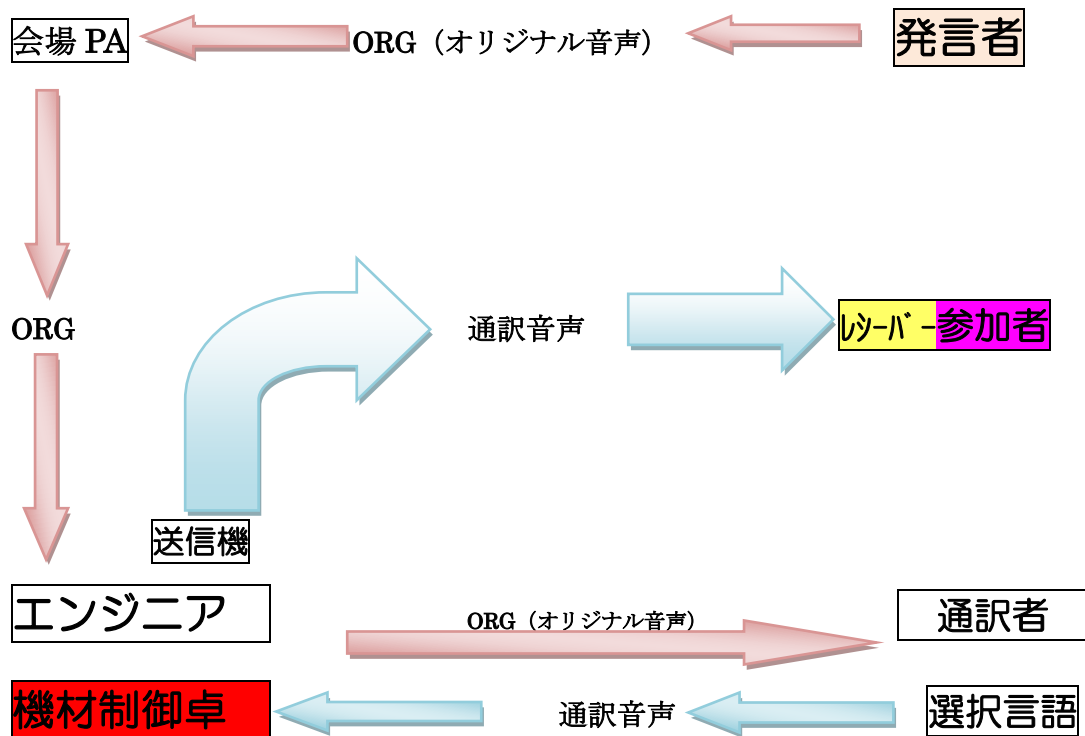 会場 PA
ORG（オリジナル音声）
発言者
ORG
通訳音声
ﾚｼｰﾊﾞｰ参加者
送信機
エンジニア
ORG（オリジナル音声）
通訳者
機材制御卓
通訳音声
選択言語